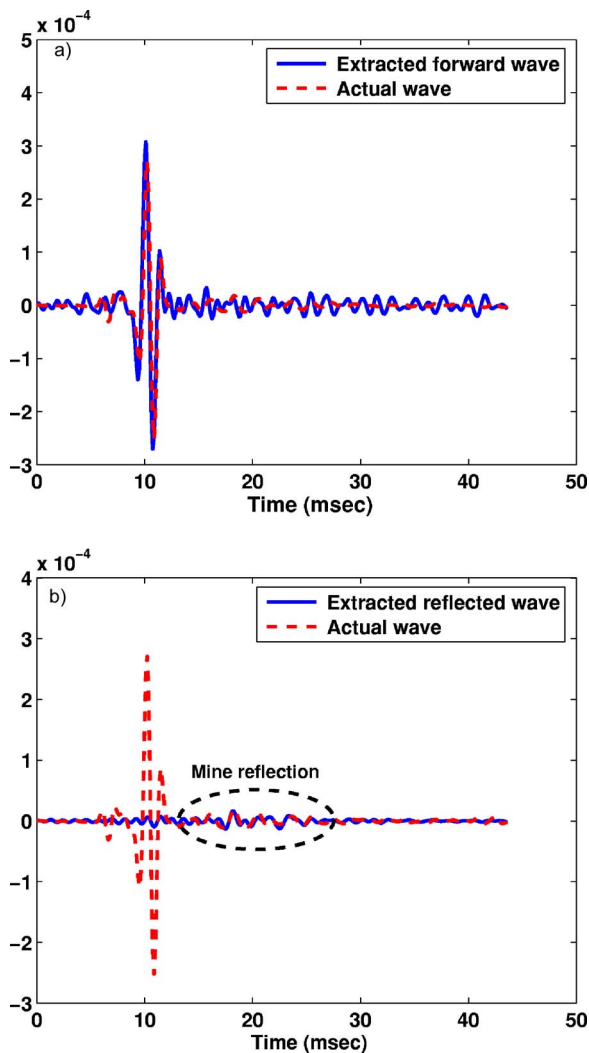 x 10⁻⁴
a)
Extracted forward wave
Actual wave
5
4
3
2
1
0
−1
−2
−3
0 10 20 30 40 50
Time (msec)
x 10⁻⁴
b)
Extracted reflected wave
Actual wave
4
3
2
Mine reflection
1
0
−1
−2
−3
0 10 20 30 40 50
Time (msec)